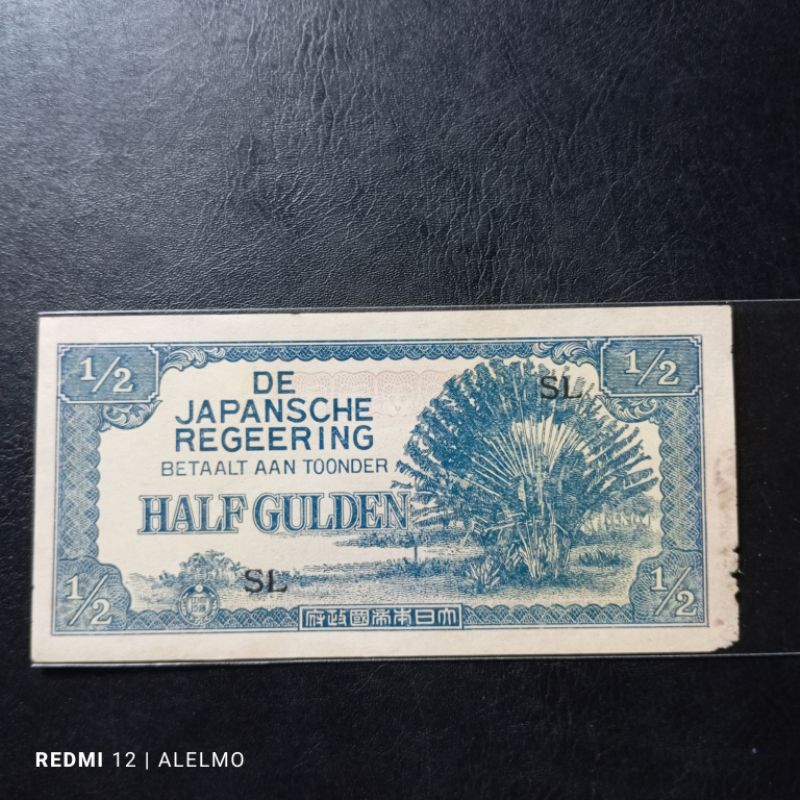 1/2
1/2
DE
JAPANSCHE
REGEERING
SL
BETAALT AAN TOONDER
HALF GULDEN
SL
1/2
1/2
府政國帝本日大
REDMI 12 | ALELMO